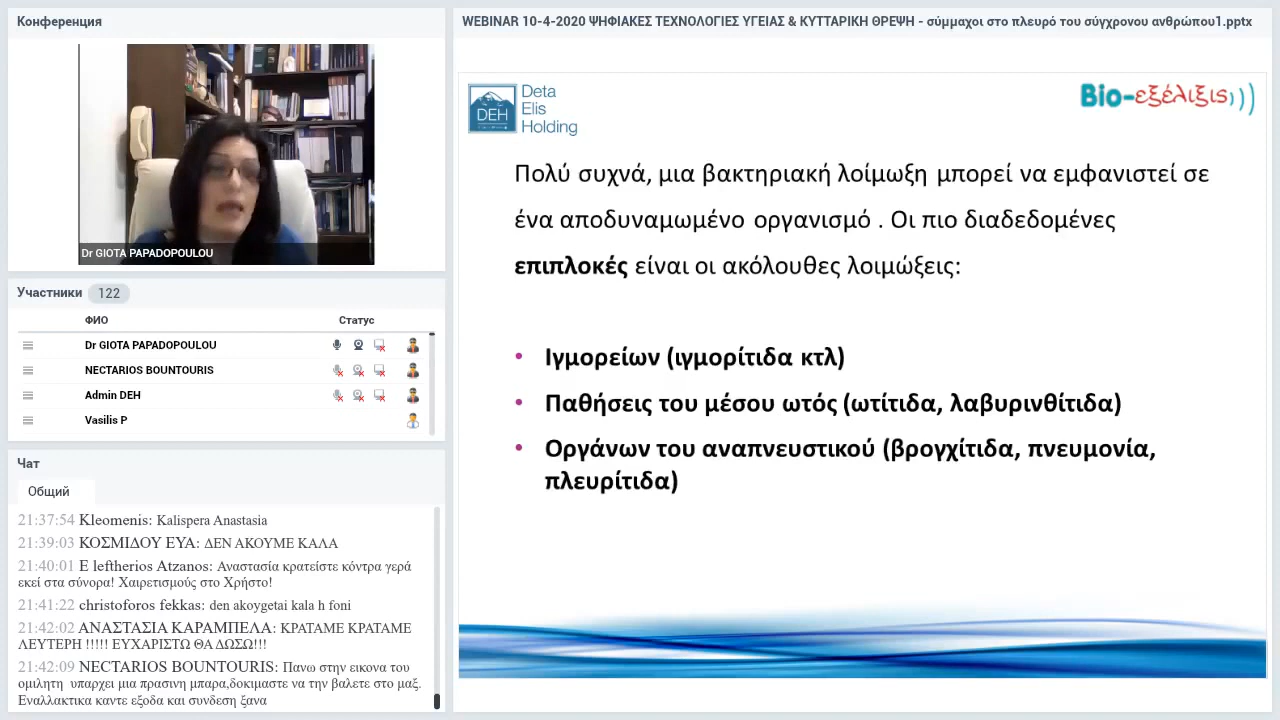 Конференция
Dr GIOTA PAPADOPOULOU
Участники 122
ФИО Статус
Dr GIOTA PAPADOPOULOU
NECTARIOS BOUNTOURIS
Admin DEH
Vasilis P
Чат
Общий
21:37:54 Kleomenis: Kalispera Anastasia
21:39:03 ΚΟΣΜΙΔΟΥ ΕΥΑ: ΔΕΝ ΑΚΟΥΜΕ ΚΑΛΑ
21:40:01 E leftherios Atzanos: Αναστασία κρατείστε κόντρα γερά
εκεί στα σύνορα! Χαιρετισμούς στο Χρήστο!
21:41:22 christoforos fekkas: den akoygetai kala h foni
21:42:02 ΑΝΑΣΤΑΣΙΑ ΚΑΡΑΜΠΕΛΑ: ΚΡΑΤΑΜΕ ΚΡΑΤΑΜΕ
ΛΕΥΤΕΡΗ !!!!! ΕΥΧΑΡΙΣΤΩ ΘΑ ΔΩΣΩ!!!
21:42:09 NECTARIOS BOUNTOURIS: Πανω στην εικονα του
ομιλητη υπαρχει μια πρασινη μπαρα,δοκιμαστε να την βαλετε στο μαξ.
Εναλλακτικα καντε εξοδα και συνδεση ξανα
WEBINAR 10-4-2020 ΨΗΦΙΑΚΕΣ ΤΕΧΝΟΛΟΓΙΕΣ ΥΓΕΙΑΣ & ΚΥΤΤΑΡΙΚΗ ΘΡΕΨΗ - σύμμαχοι στο πλευρό του σύγχρονου ανθρώπου1.pptx
DEH
Deta
Elis
Holding
Bio-εξέλιξις
Πολύ συχνά, μια βακτηριακή λοίμωξη μπορεί να εμφανιστεί σε
ένα αποδυναμωμένο οργανισμό . Οι πιο διαδεδομένες
επιπλοκές είναι οι ακόλουθες λοιμώξεις:
• Ιγμορείων (ιγμορίτιδα κτλ)
• Παθήσεις του μέσου ωτός (ωτίτιδα, λαβυρινθίτιδα)
• Οργάνων του αναπνευστικού (βρογχίτιδα, πνευμονία,
πλευρίτιδα)